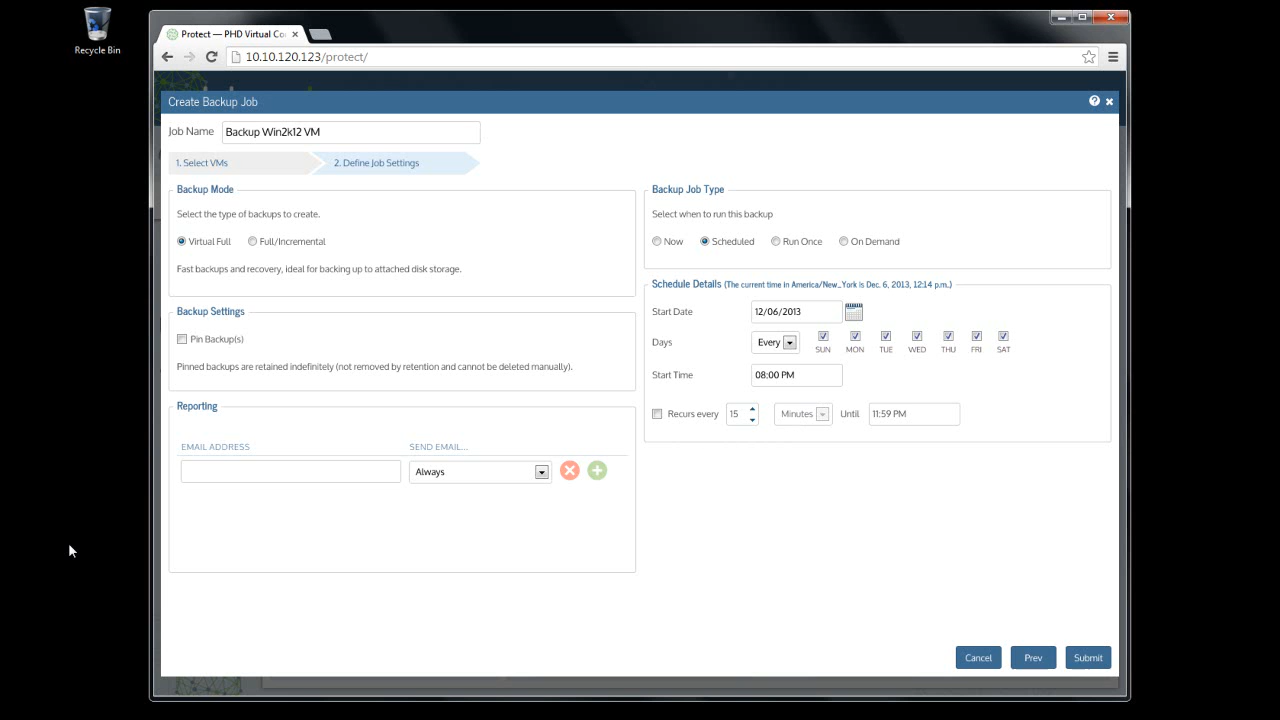 Recycle Bin
Protect — PHD Virtual Co
10.10.120.123/protect/
Create Backup Job
Job Name Backup Win2k12 VM
1. Select VMs 2. Define Job Settings
Backup Mode
Select the type of backups to create.
Virtual Full Full/Incremental
Fast backups and recovery, ideal for backing up to attached disk storage.
Backup Settings
Pin Backup(s)
Pinned backups are retained indefinitely (not removed by retention and cannot be deleted manually).
Reporting
EMAIL ADDRESS SEND EMAIL...
Always
Backup Job Type
Select when to run this backup
Now Scheduled Run Once On Demand
Schedule Details (The current time in America/New_York is Dec. 6, 2013, 12:14 p.m.)
Start Date 12/06/2013
Days Every SUN MON TUE WED THU FRI SAT
Start Time 08:00 PM
Recurs every 15 Minutes Until 11:59 PM
Cancel Prev Submit